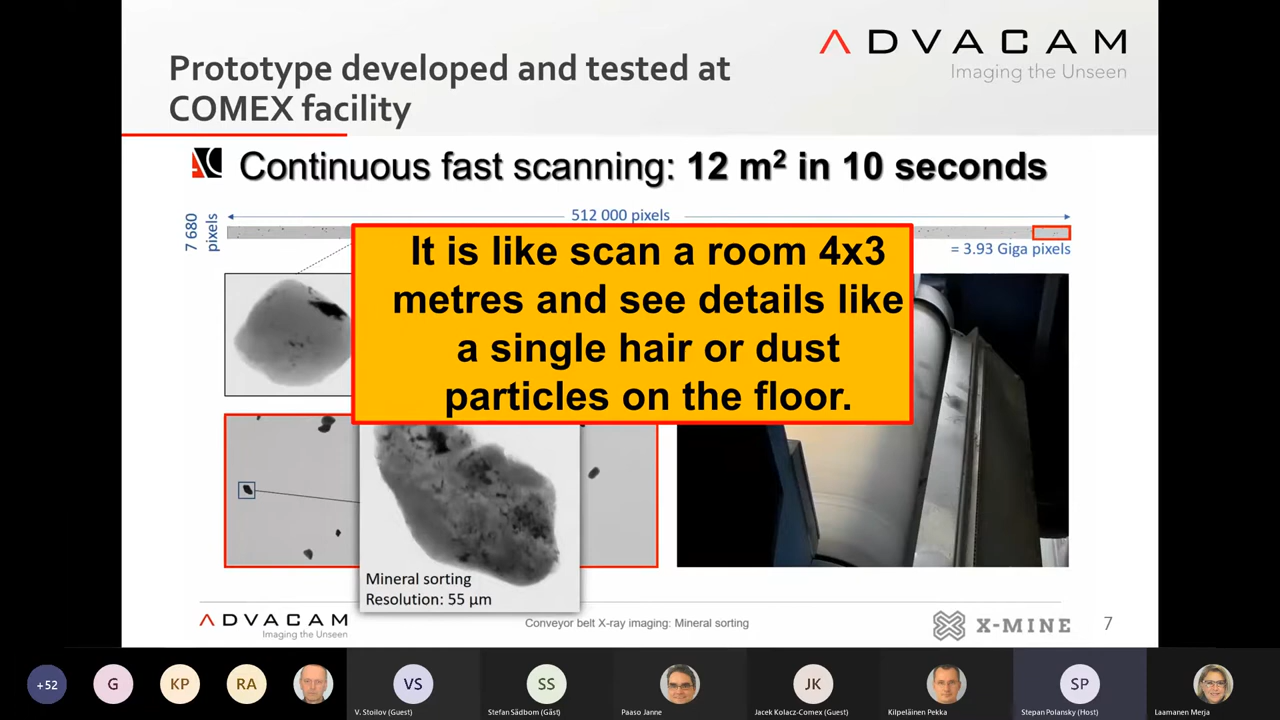 Prototype developed and tested at
COMEX facility
ADVACAM
Imaging the Unseen
Continuous fast scanning: 12 m² in 10 seconds
7 680
pixels
512 000 pixels
= 3.93 Giga pixels
It is like scan a room 4x3
metres and see details like
a single hair or dust
particles on the floor.
Mineral sorting
Resolution: 55 µm
ADVACAM
Imaging the Unseen
Conveyor belt X-ray imaging: Mineral sorting
X-MINE
7
+52
G
KP
RA
VS
V. Stoilov (Guest)
SS
Stefan Sädbom (Gäst)
Paaso Janne
JK
Jacek Kolacz-Comex (Guest)
Kilpeläinen Pekka
SP
Stepan Polansky (Host)
Laamanen Merja